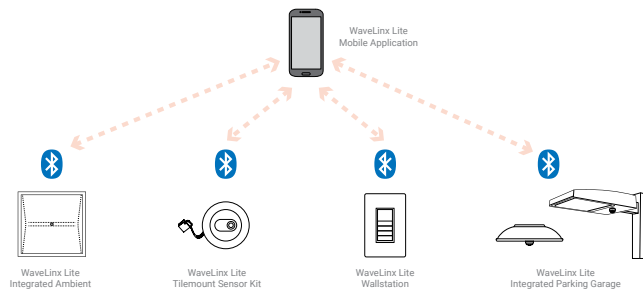 WaveLinx Lite
Mobile Application
WaveLinx Lite
Integrated Ambient
WaveLinx Lite
Tilemount Sensor Kit
WaveLinx Lite
Wallstation
WaveLinx Lite
Integrated Parking Garage